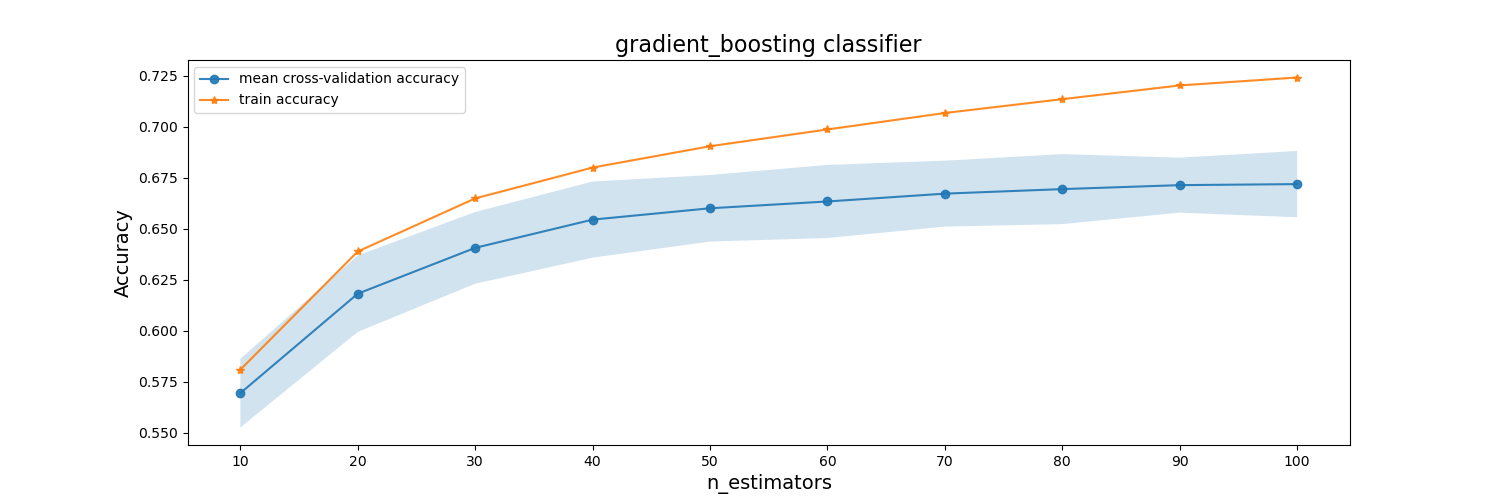 gradient_boosting classifier
mean cross-validation accuracy
train accuracy
Accuracy
0.725
0.700
0.675
0.650
0.625
0.600
0.575
0.550
10 20 30 40 50 60 70 80 90 100
n_estimators